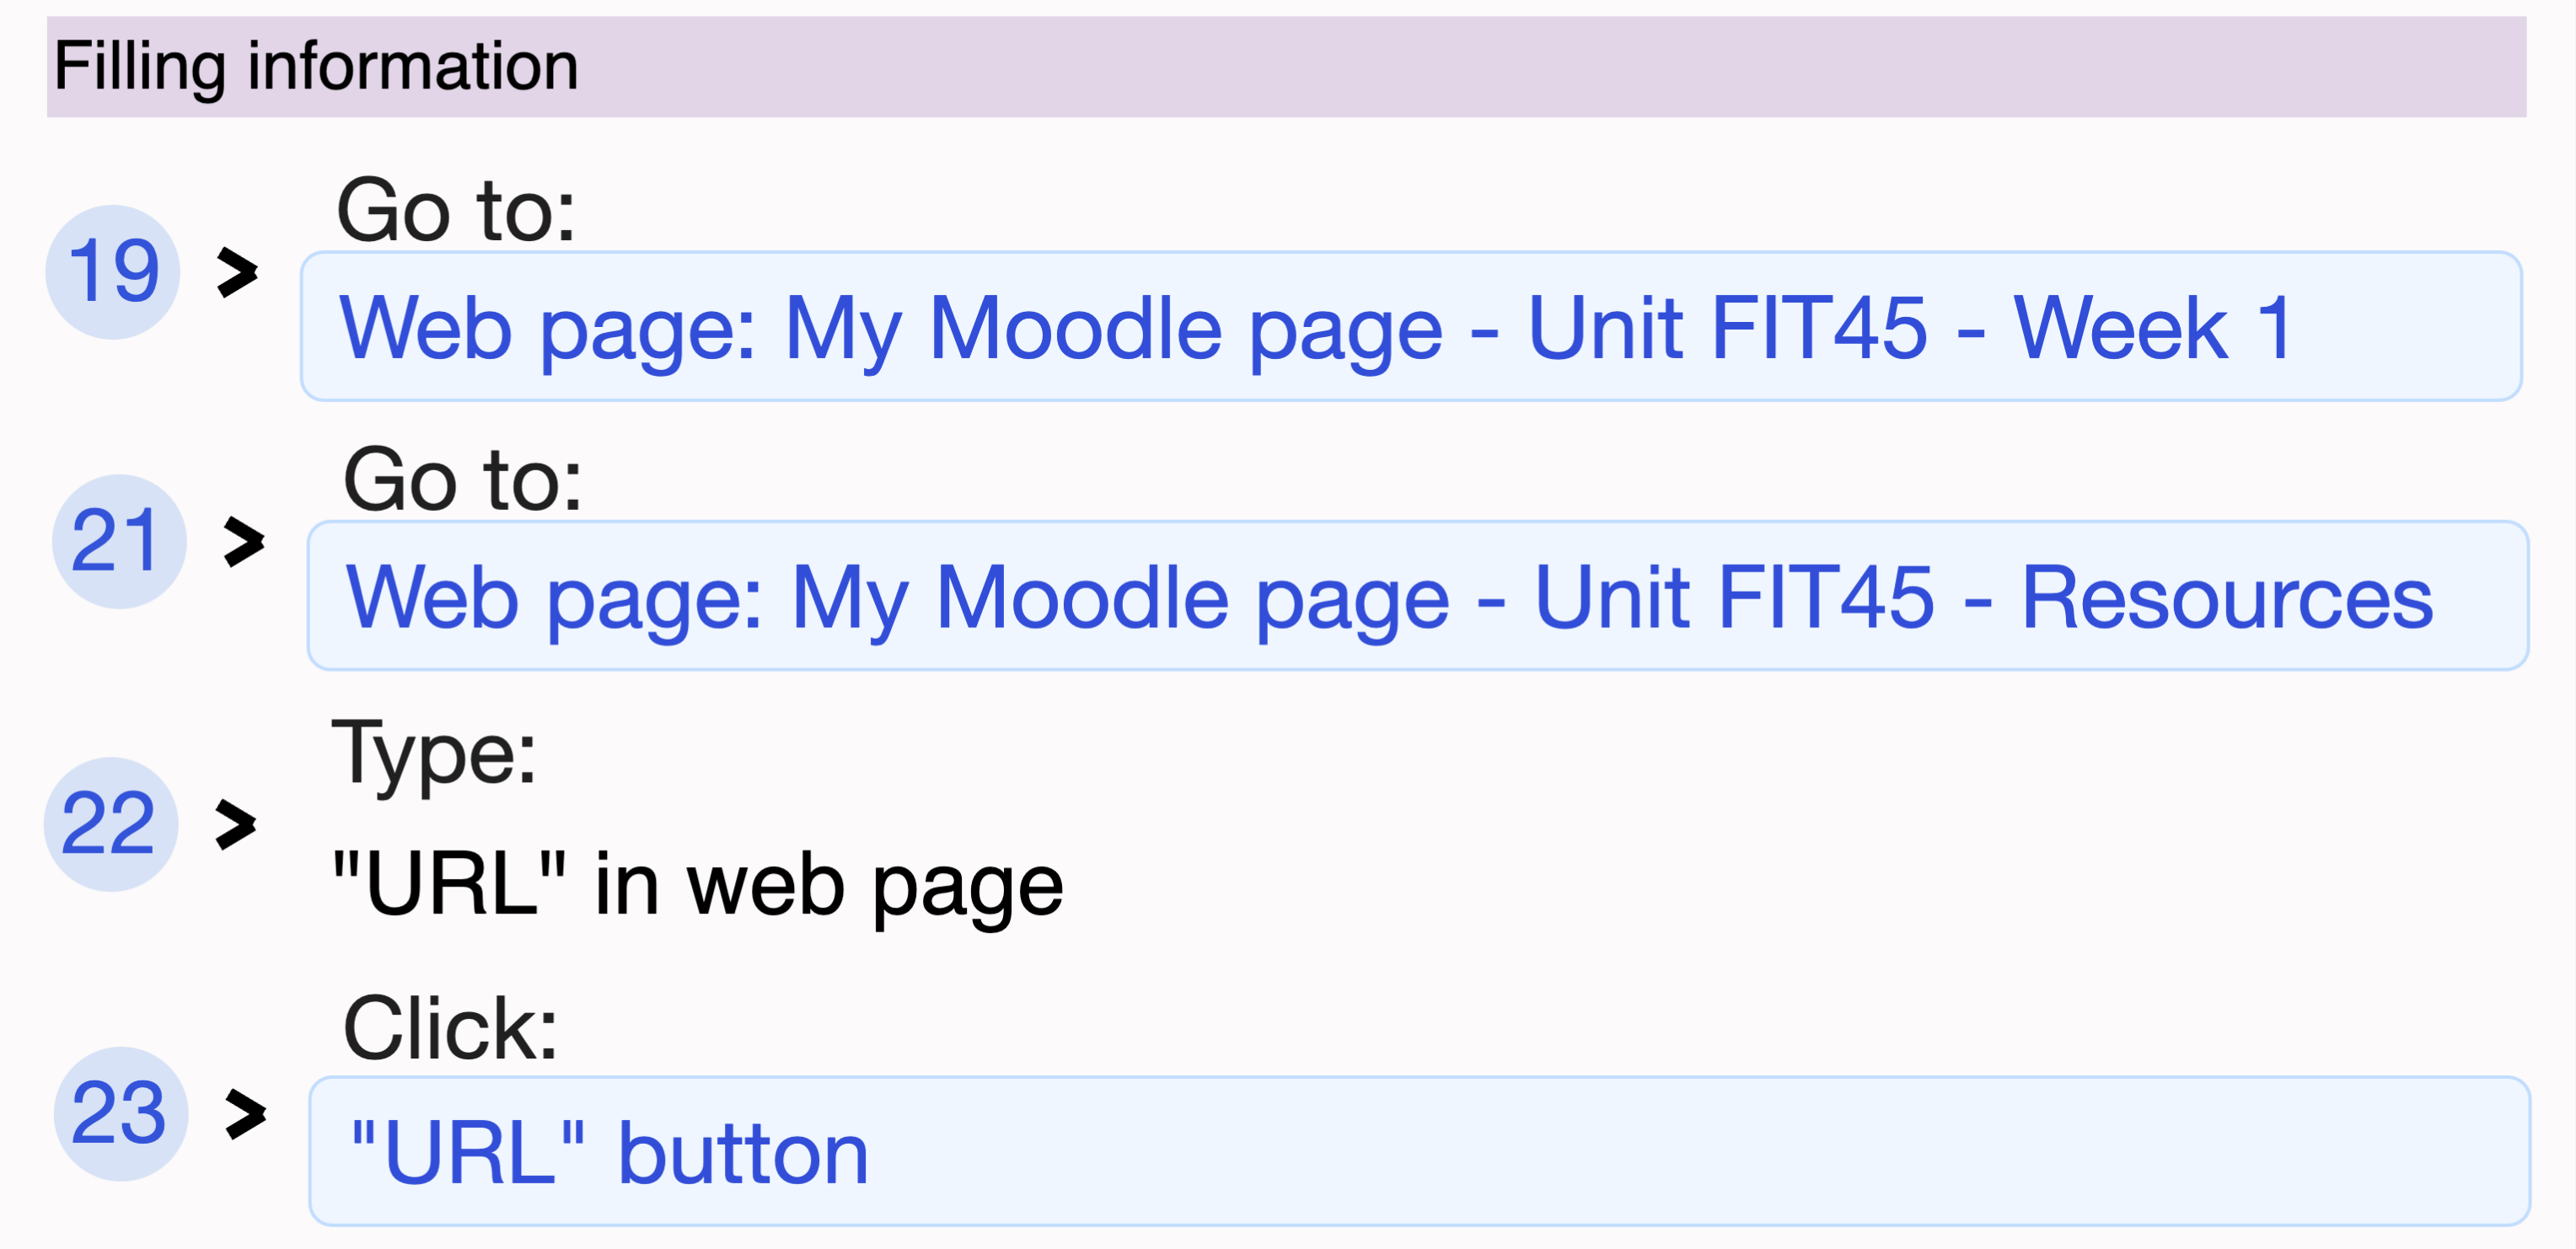 Filling information
19 > Go to:
Web page: My Moodle page - Unit FIT45 - Week 1
21 > Go to:
Web page: My Moodle page - Unit FIT45 - Resources
22 > Type:
"URL" in web page
23 > Click:
"URL" button